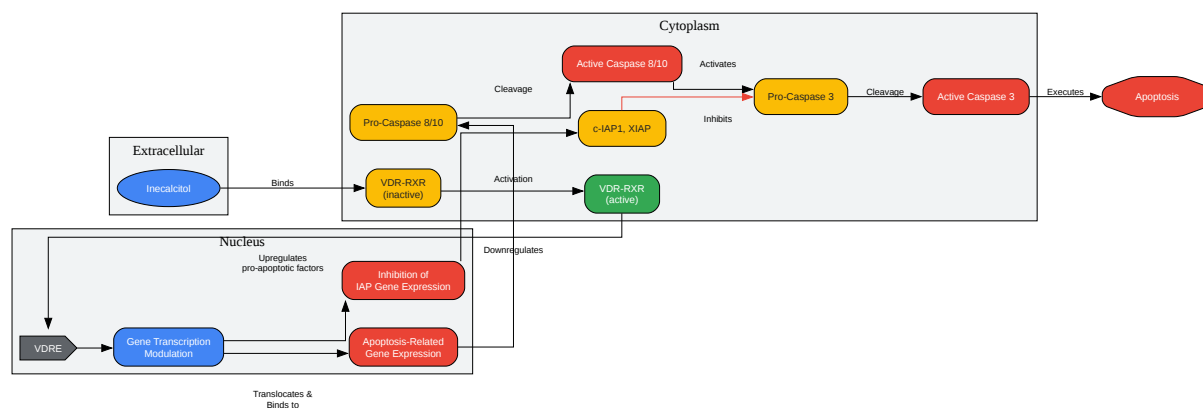 Cytoplasm
Active Caspase 8/10
Activates
Cleavage
Pro-Caspase 3
Cleavage
Active Caspase 3
Executes
Apoptosis
Pro-Caspase 8/10
c-IAP1, XIAP
Inhibits
Extracellular
Inecalcitol
Binds
VDR-RXR
(inactive)
Activation
VDR-RXR
(active)
Nucleus
Downregulates
Upregulates
pro-apoptotic factors
Inhibition of
IAP Gene Expression
VDRE
Gene Transcription
Modulation
Apoptosis-Related
Gene Expression
Translocates &
Binds to